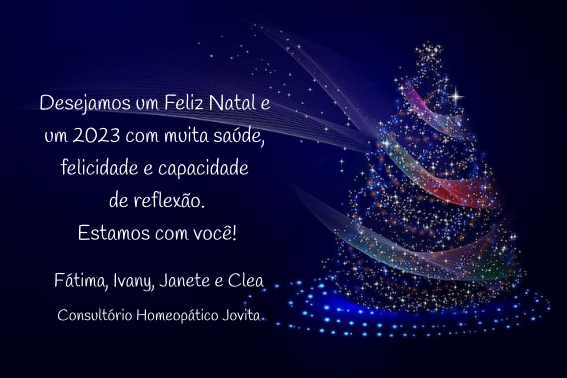 Desejamos um Feliz Natal e
um 2023 com muita saúde,
felicidade e capacidade
de reflexão.
Estamos com você!
Fátima, Ivany, Janete e Clea
Consultório Homeopático Jovita